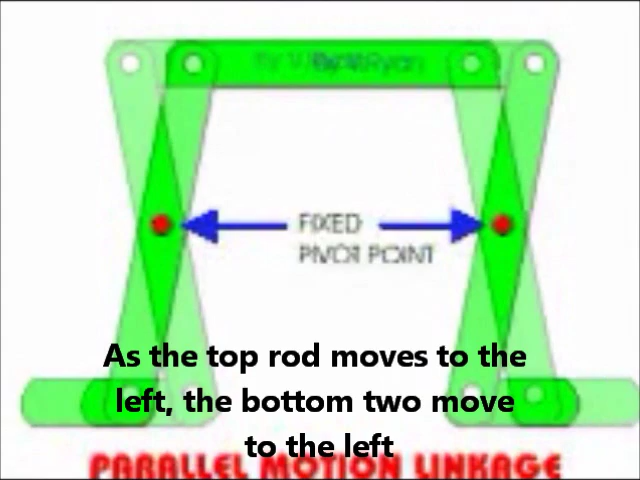 FIXED
PIVOT POINT
As the top rod moves to the
left, the bottom two move
to the left
PARALLEL MOTION LINKAGE